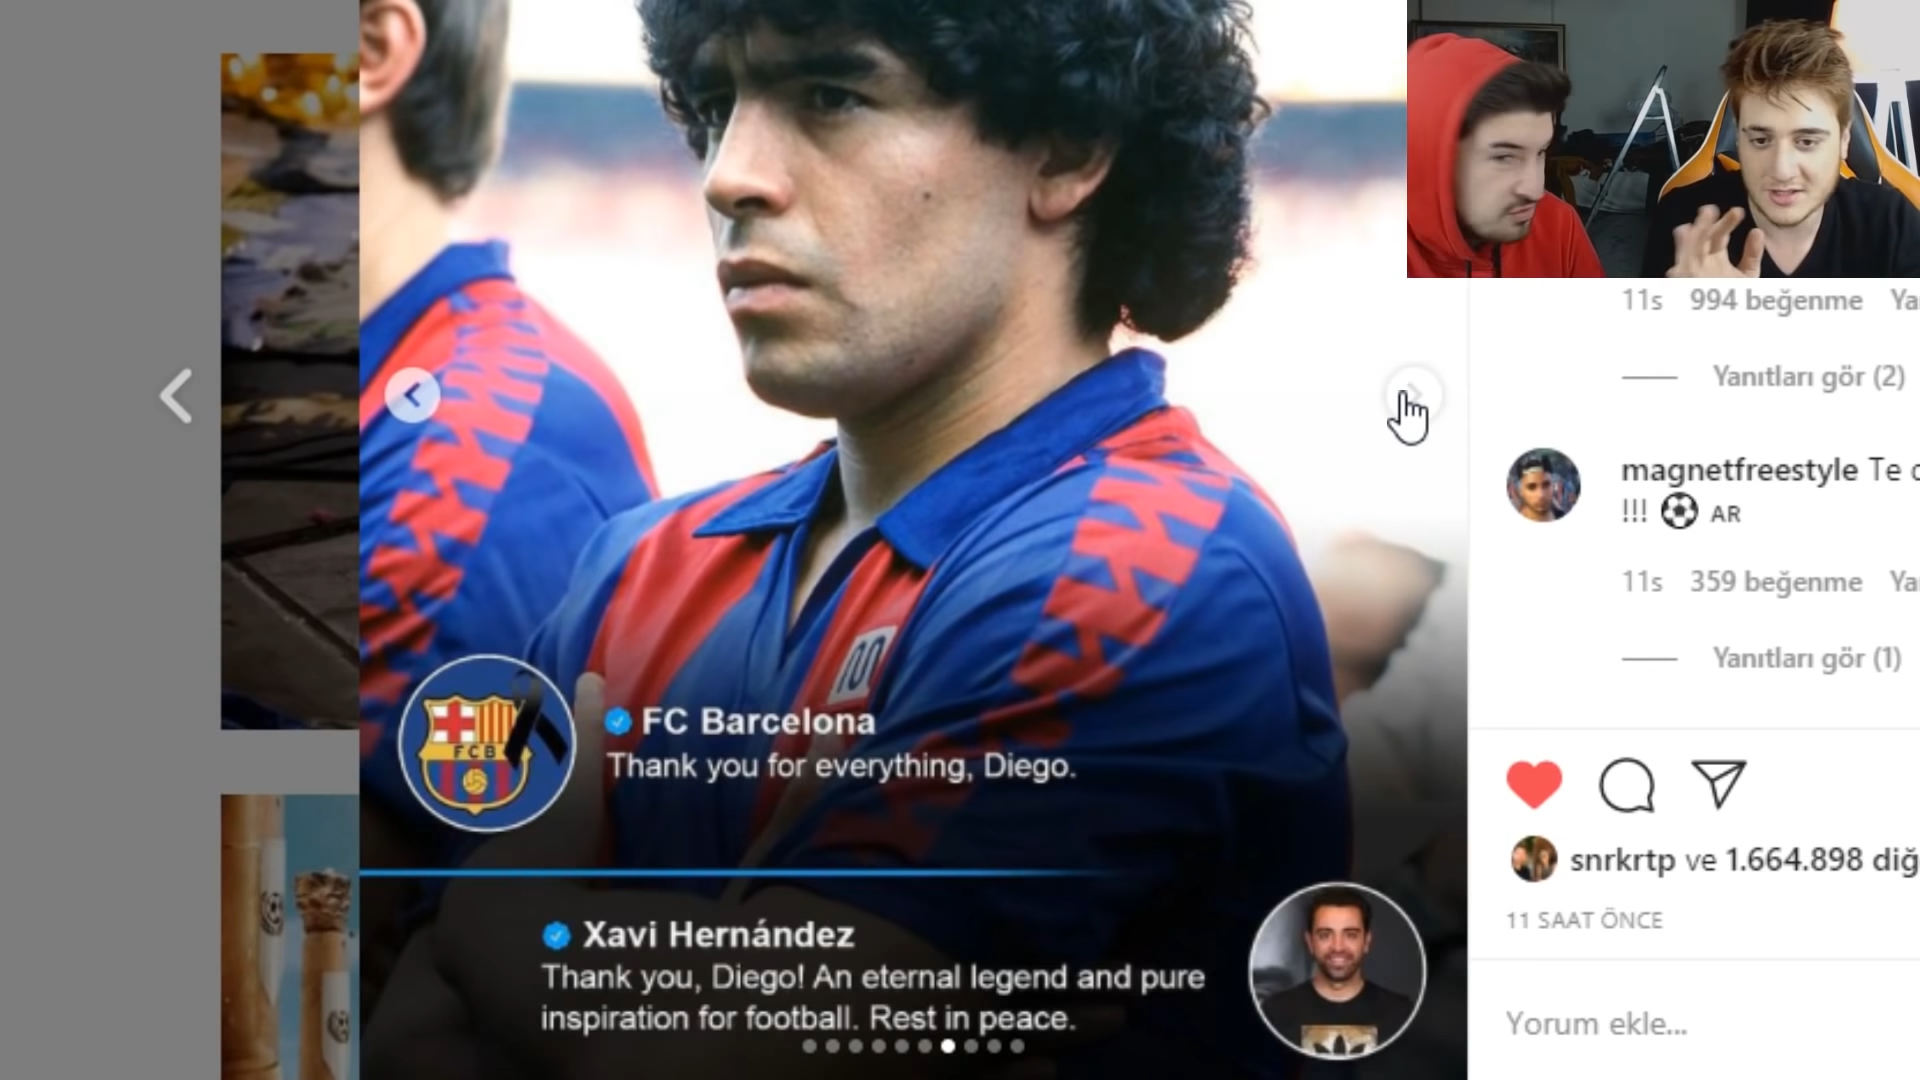 FCB
FC Barcelona
Thank you for everything, Diego.
Xavi Hernández
Thank you, Diego! An eternal legend and pure
inspiration for football. Rest in peace.
11s 994 beğenme
Yanıtları gör (2)
magnetfreestyle Te
!!! AR
11s 359 beğenme
Yanıtları gör (1)
snrkrtp ve 1.664.898
11 SAAT ÖNCE
Yorum ekle...